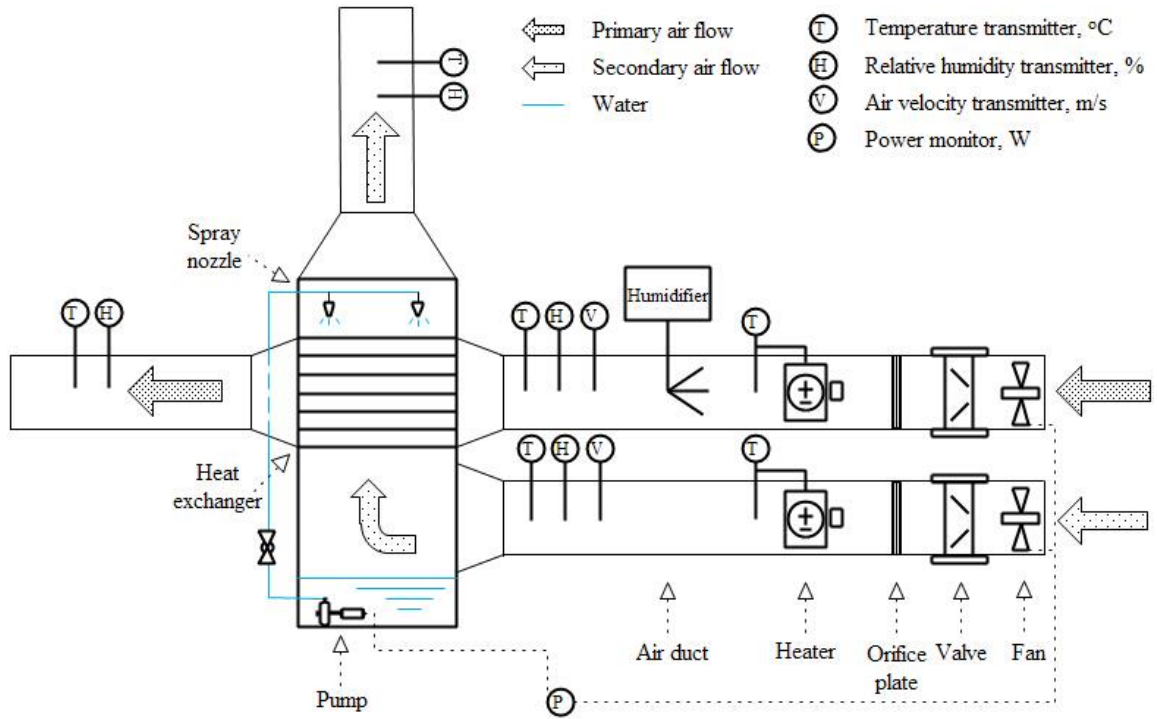 Primary air flow
Secondary air flow
Water
T Temperature transmitter, °C
H Relative humidity transmitter, %
V Air velocity transmitter, m/s
P Power monitor, W
T
H
Spray
nozzle
Humidifier
T H
T H V
T
Heat
exchanger
T H V
T
Air duct
Heater
Orifice
plate
Valve
Fan
Pump
P